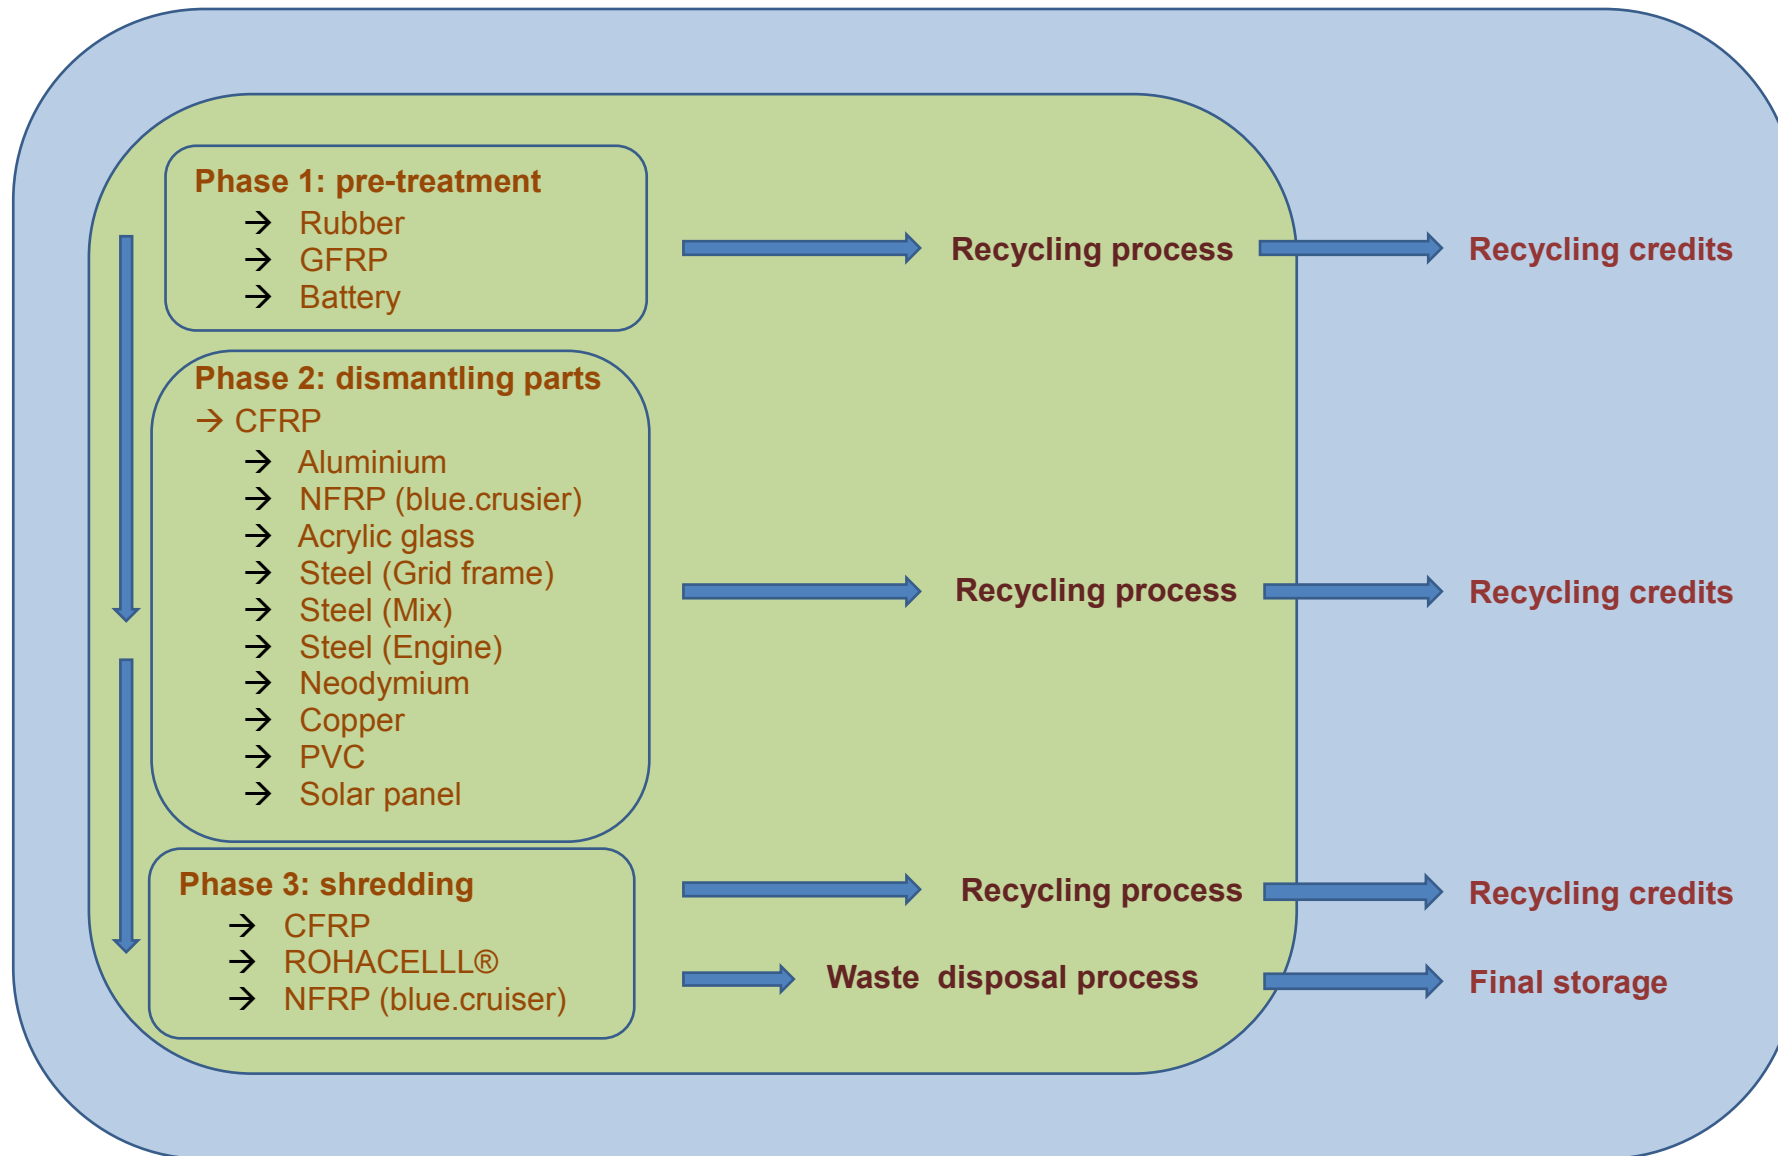 Phase 1: pre-treatment
→ Rubber
→ GFRP
→ Battery
Recycling process
Recycling credits
Phase 2: dismantling parts
→ CFRP
→ Aluminium
→ NFRP (blue.crusier)
→ Acrylic glass
→ Steel (Grid frame)
→ Steel (Mix)
→ Steel (Engine)
→ Neodymium
→ Copper
→ PVC
→ Solar panel
Recycling process
Recycling credits
Phase 3: shredding
→ CFRP
→ ROHACELLL®
→ NFRP (blue.cruiser)
Recycling process
Recycling credits
Waste disposal process
Final storage